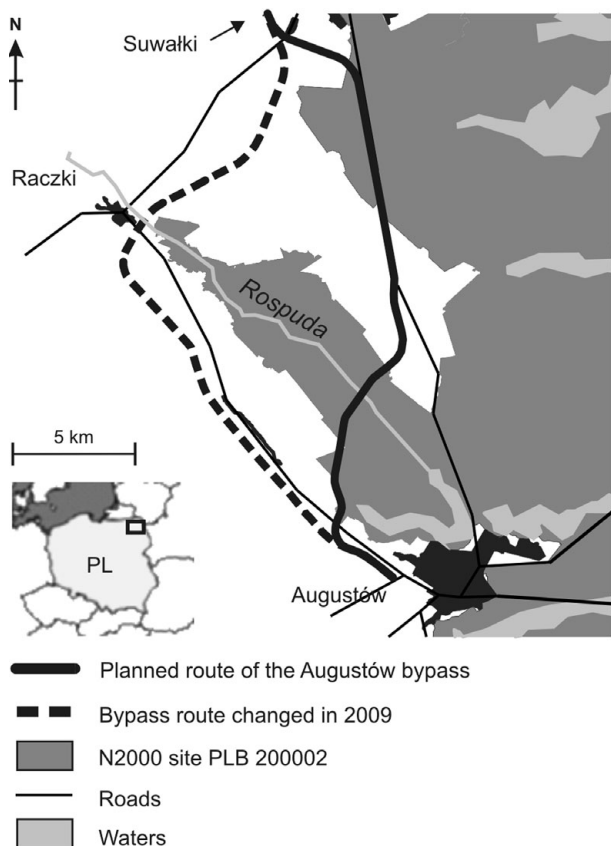 N
Suwałki
Raczki
Rospuda
5 km
PL
Augustów
Planned route of the Augustów bypass
Bypass route changed in 2009
N2000 site PLB 200002
Roads
Waters